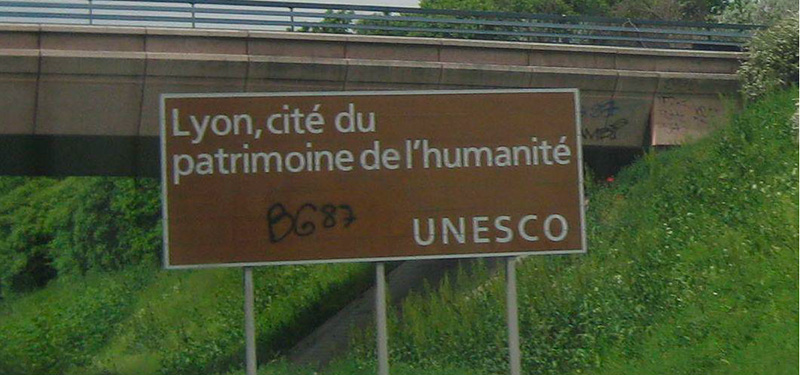 Lyon, cité du
patrimoine de l'humanité
BG87
UNESCO